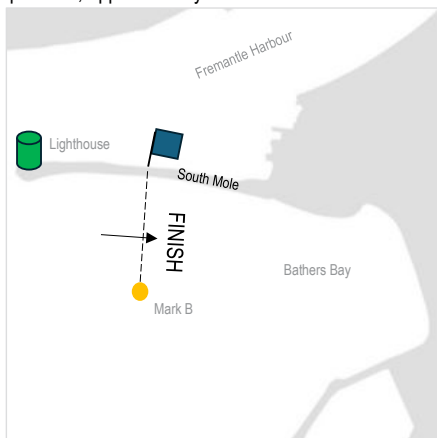 Fremantle Harbour
Lighthouse
South Mole
FINISH
Bathers Bay
Mark B